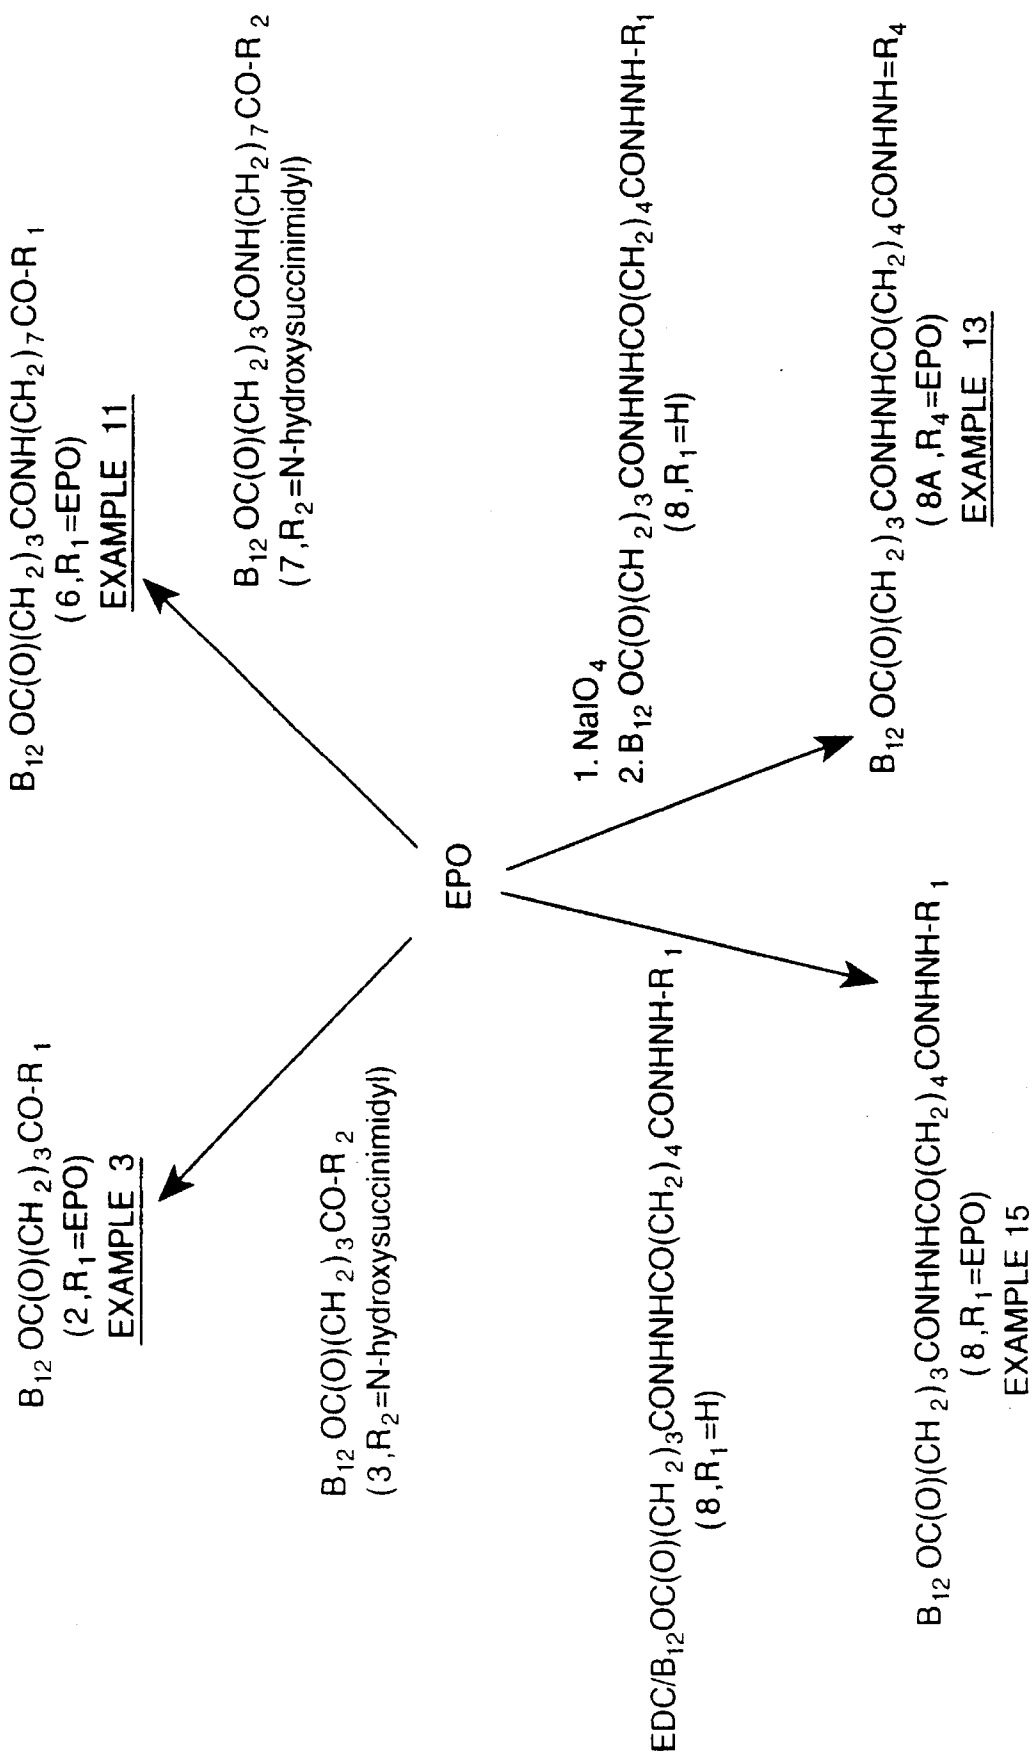 B₁₂ OC(O)(CH₂)₃CO-R₁
(2,R₁=EPO)
EXAMPLE 3
B₁₂ OC(O)(CH₂)₃CONH(CH₂)₇CO-R₁
(6,R₁=EPO)
EXAMPLE 11
B₁₂ OC(O)(CH₂)₃CO-R₂
(3,R₂=N-hydroxysuccinimidyl)
B₁₂ OC(O)(CH₂)₃CONH(CH₂)₇CO-R₂
(7,R₂=N-hydroxysuccinimidyl)
EPO
EDC/B₁₂OC(O)(CH₂)₃CONHNHCO(CH₂)₄CONHNH-R₁
(8,R₁=H)
1. NaIO₄
2. B₁₂ OC(O)(CH₂)₃CONHNHCO(CH₂)₄CONHNH-R₁
(8,R₁=H)
B₁₂ OC(O)(CH₂)₃CONHNHCO(CH₂)₄CONHNH-R₁
(8,R₁=EPO)
EXAMPLE 15
B₁₂ OC(O)(CH₂)₃CONHNHCO(CH₂)₄CONHNH=R₄
(8A,R₄=EPO)
EXAMPLE 13